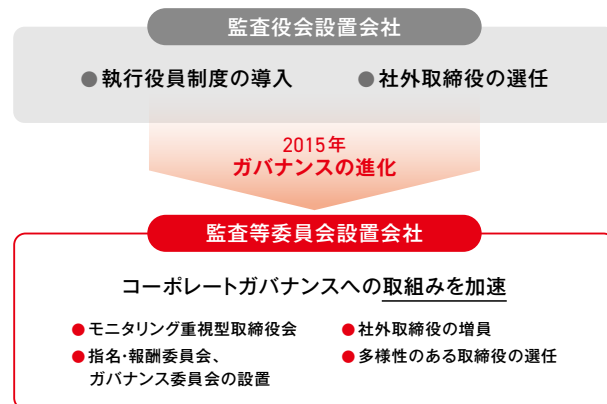 監査役会設置会社
●執行役員制度の導入 ●社外取締役の選任
2015年
ガバナンスの進化
監査等委員会設置会社
コーポレートガバナンスへの取組みを加速
●モニタリング重視型取締役会 ●社外取締役の増員
●指名・報酬委員会、 ●多様性のある取締役の選任
ガバナンス委員会の設置